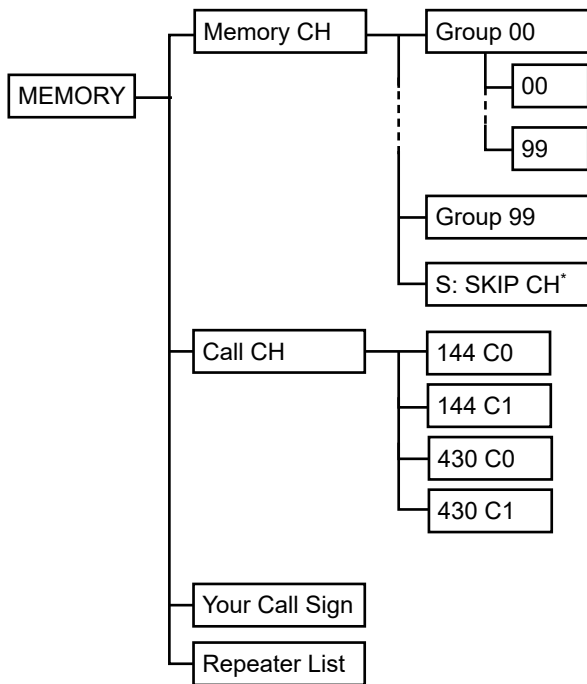 MEMORY
Memory CH
Group 00
00
99
Group 99
S: SKIP CH*
Call CH
144 C0
144 C1
430 C0
430 C1
Your Call Sign
Repeater List